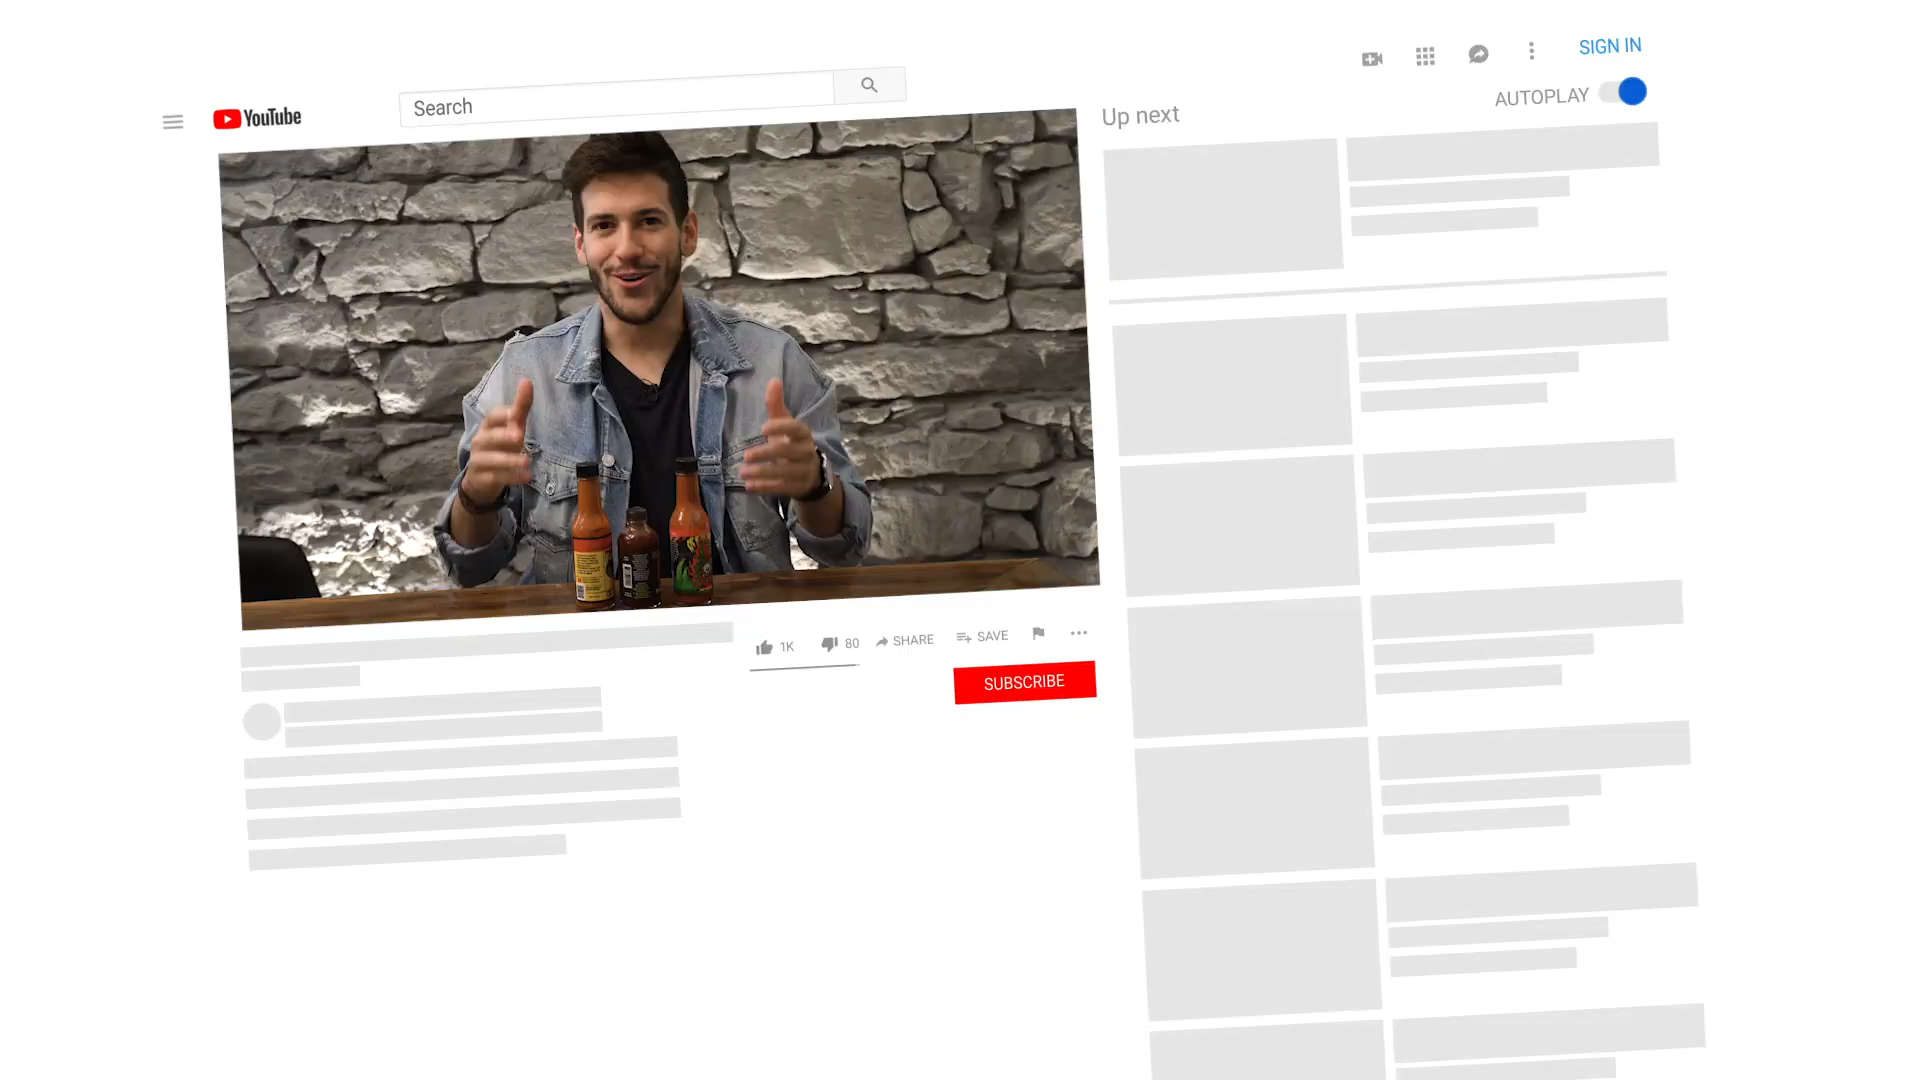 SIGN IN
YouTube
Search
AUTOPLAY
Up next
1K
80
SHARE
SAVE
SUBSCRIBE